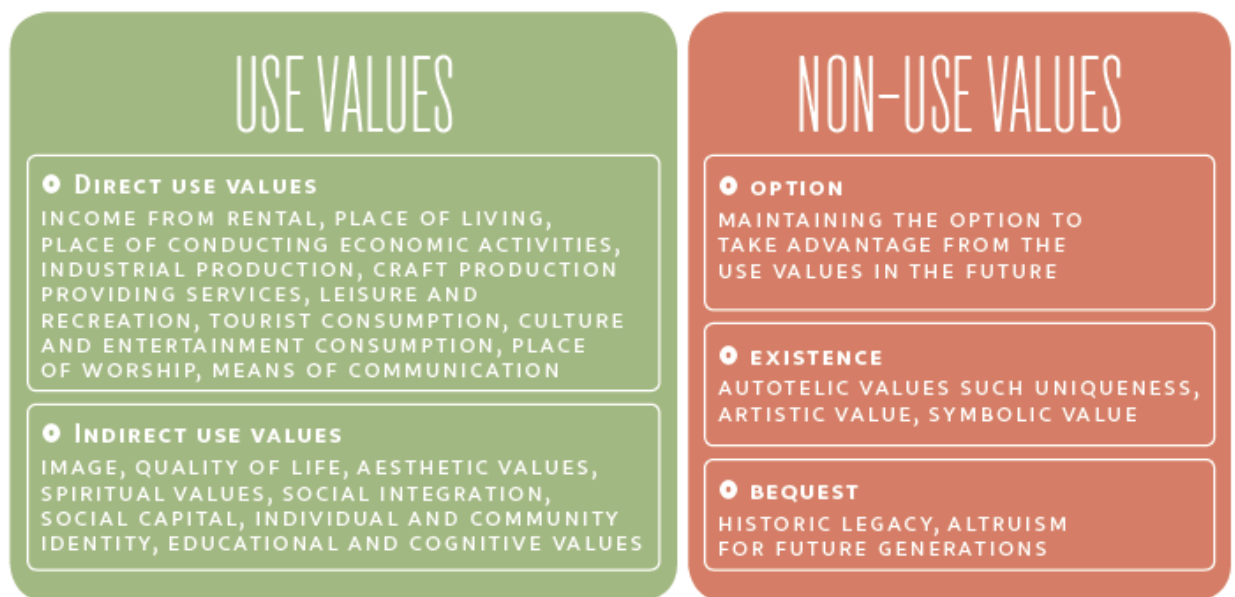 USE VALUES
Direct use values
INCOME FROM RENTAL, PLACE OF LIVING,
PLACE OF CONDUCTING ECONOMIC ACTIVITIES,
INDUSTRIAL PRODUCTION, CRAFT PRODUCTION
PROVIDING SERVICES, LEISURE AND
RECREATION, TOURIST CONSUMPTION, CULTURE
AND ENTERTAINMENT CONSUMPTION, PLACE
OF WORSHIP, MEANS OF COMMUNICATION
Indirect use values
IMAGE, QUALITY OF LIFE, AESTHETIC VALUES,
SPIRITUAL VALUES, SOCIAL INTEGRATION,
SOCIAL CAPITAL, INDIVIDUAL AND COMMUNITY
IDENTITY, EDUCATIONAL AND COGNITIVE VALUES
NON-USE VALUES
OPTION
MAINTAINING THE OPTION TO
TAKE ADVANTAGE FROM THE
USE VALUES IN THE FUTURE
EXISTENCE
AUTOTELIC VALUES SUCH UNIQUENESS,
ARTISTIC VALUE, SYMBOLIC VALUE
BEQUEST
HISTORIC LEGACY, ALTRUISM
FOR FUTURE GENERATIONS